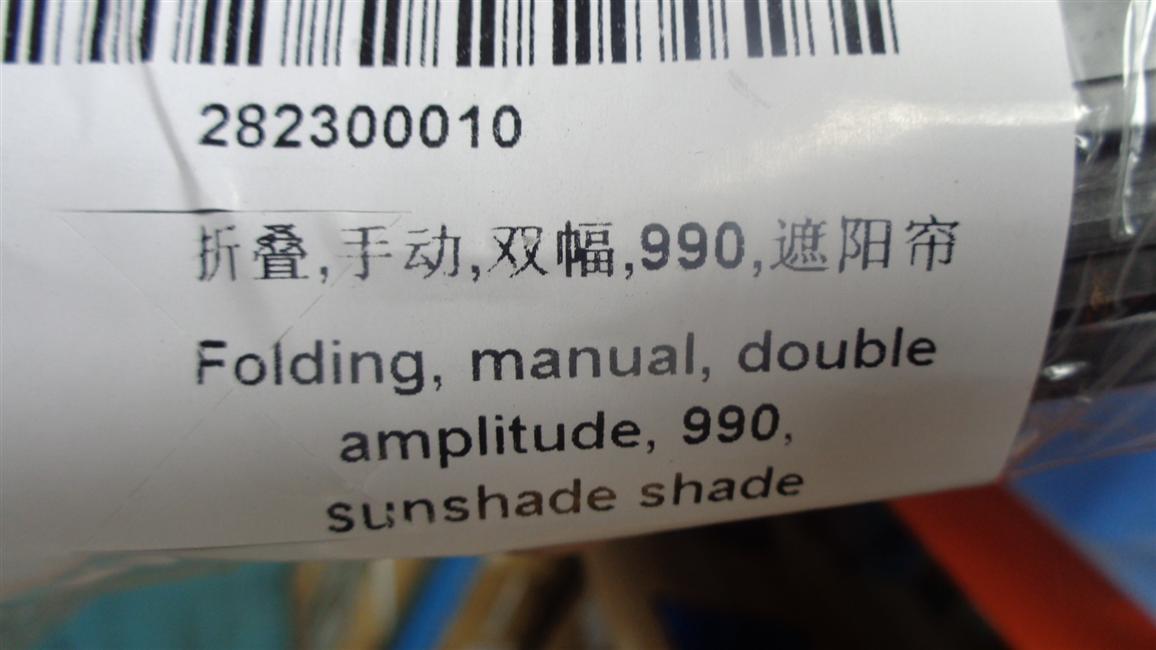 282300010
折叠,手动,双幅,990,遮阳帘
Folding, manual, double
amplitude, 990,
sunshade shade